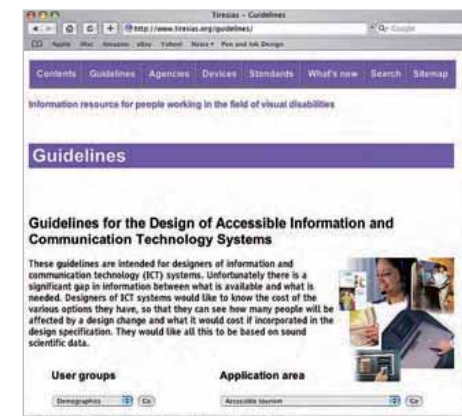 Tiresias - Guidelines
http://www.tiresias.org/guidelines/
Google
Apple Mac Amazon eBay Yahoo! News Pen and Ink Design
Contents Guidelines Agencies Devices Standards What's new Search Sitemap
Information resource for people working in the field of visual disabilities
Guidelines
Guidelines for the Design of Accessible Information and
Communication Technology Systems
These guidelines are intended for designers of information and
communication technology (ICT) systems. Unfortunately there is a
significant gap in information between what is available and what is
needed. Designers of ICT systems would like to know the cost of the
various options they have, so that they can see how many people will be
affected by a design change and what it would cost if incorporated in the
design specification. They would like all this to be based on sound
scientific data.
User groups Application area
Demographics Go Accessible tourism Go